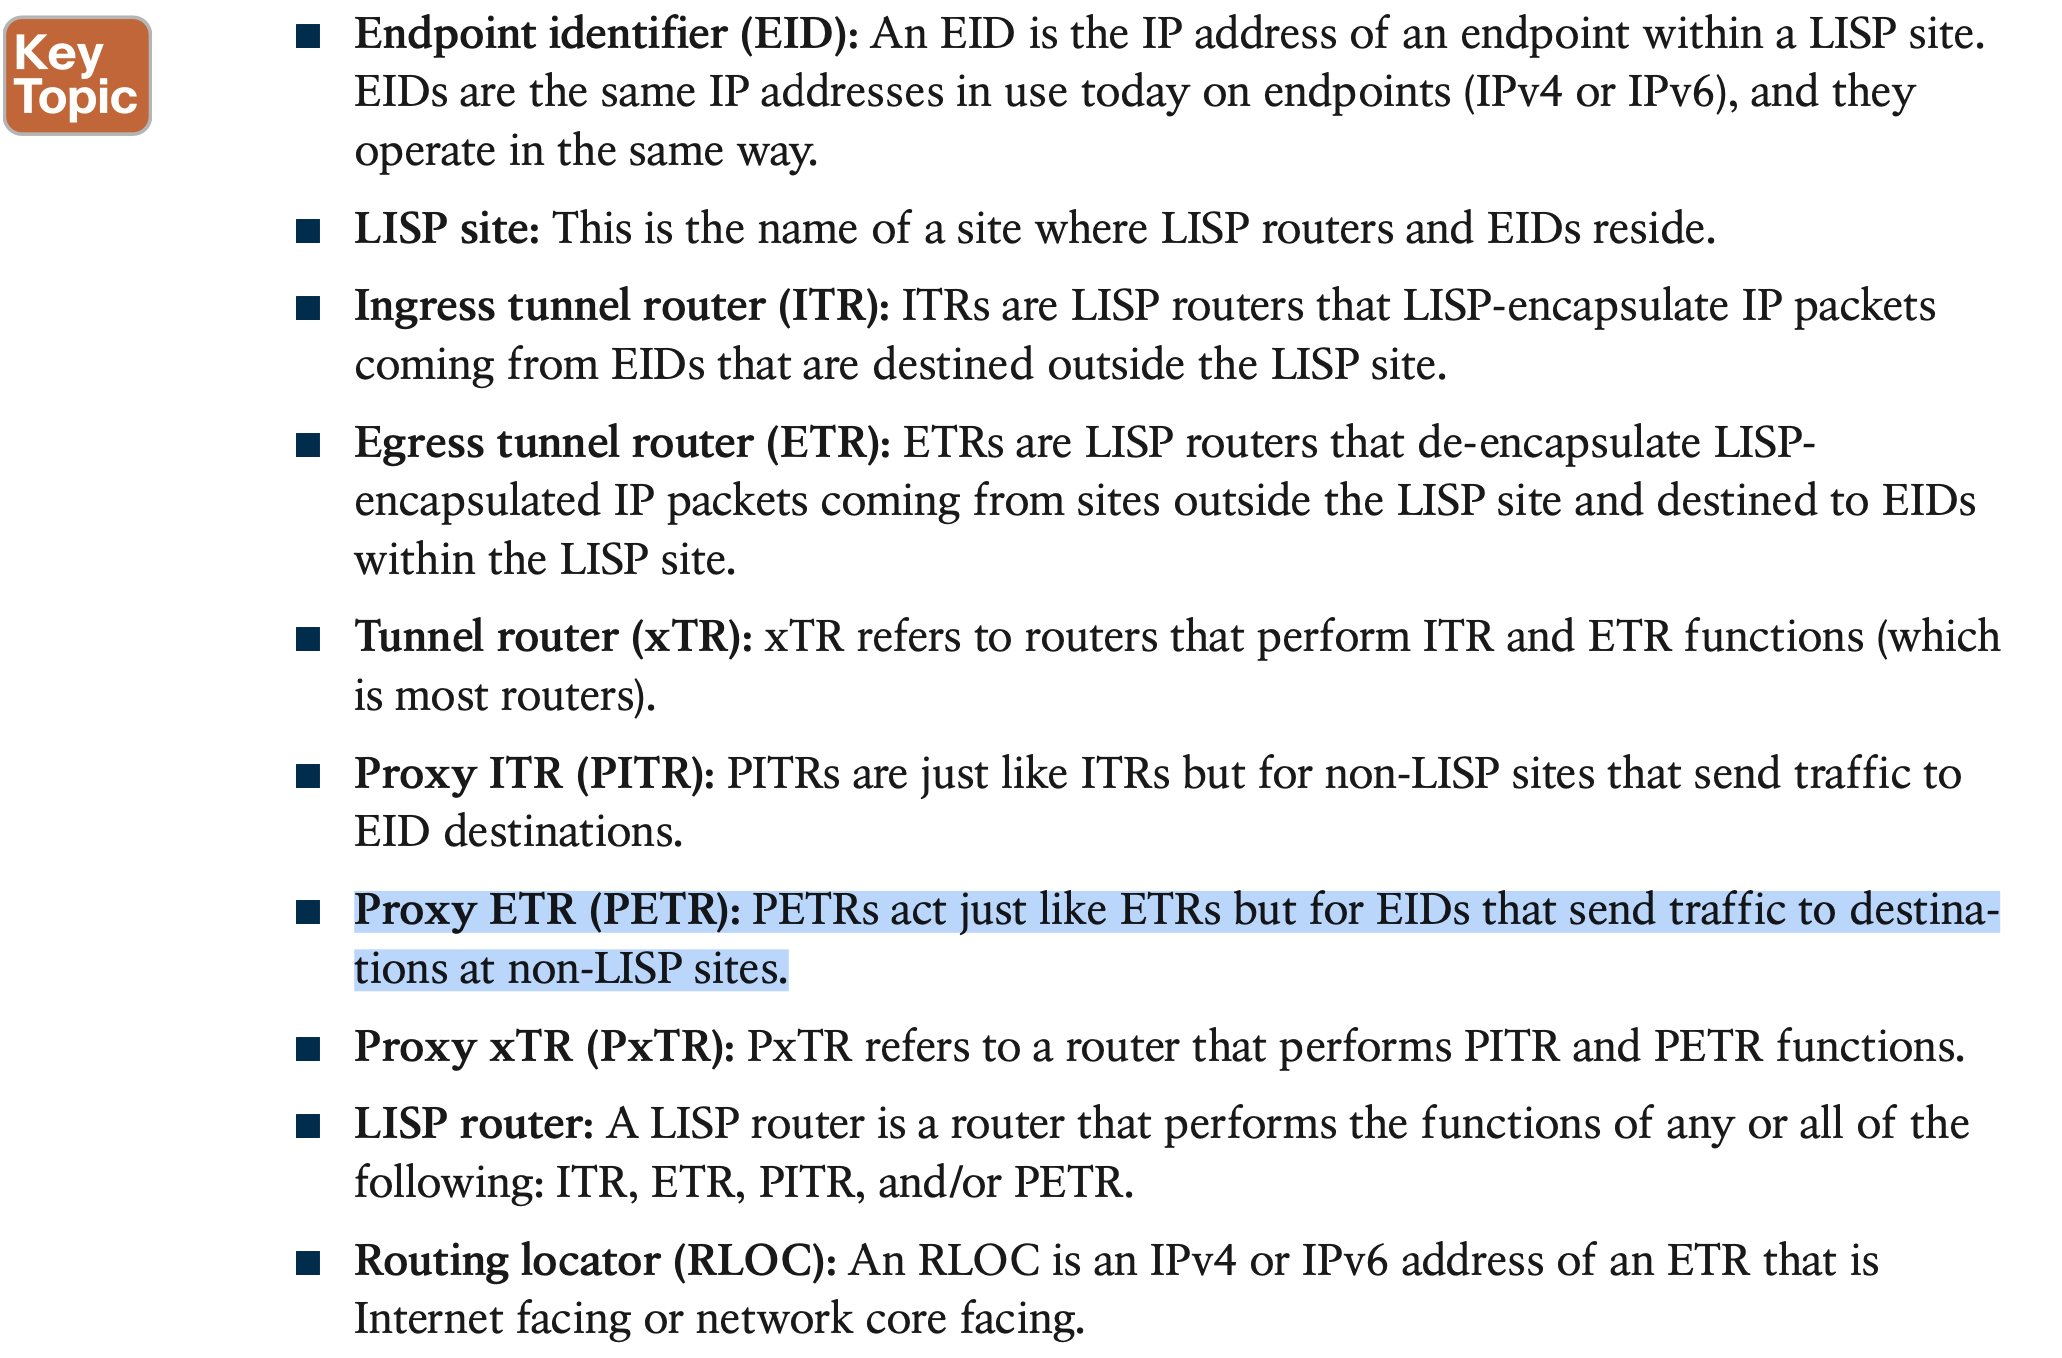 Key
Topic
■ Endpoint identifier (EID): An EID is the IP address of an endpoint within a LISP site.
EIDs are the same IP addresses in use today on endpoints (IPv4 or IPv6), and they
operate in the same way.
■ LISP site: This is the name of a site where LISP routers and EIDs reside.
■ Ingress tunnel router (ITR): ITRs are LISP routers that LISP-encapsulate IP packets
coming from EIDs that are destined outside the LISP site.
■ Egress tunnel router (ETR): ETRs are LISP routers that de-encapsulate LISP-
encapsulated IP packets coming from sites outside the LISP site and destined to EIDs
within the LISP site.
■ Tunnel router (xTR): xTR refers to routers that perform ITR and ETR functions (which
is most routers).
■ Proxy ITR (PITR): PITRs are just like ITRs but for non-LISP sites that send traffic to
EID destinations.
■ Proxy ETR (PETR): PETRs act just like ETRs but for EIDs that send traffic to destina-
tions at non-LISP sites.
■ Proxy xTR (PxTR): PxTR refers to a router that performs PITR and PETR functions.
■ LISP router: A LISP router is a router that performs the functions of any or all of the
following: ITR, ETR, PITR, and/or PETR.
■ Routing locator (RLOC): An RLOC is an IPv4 or IPv6 address of an ETR that is
Internet facing or network core facing.